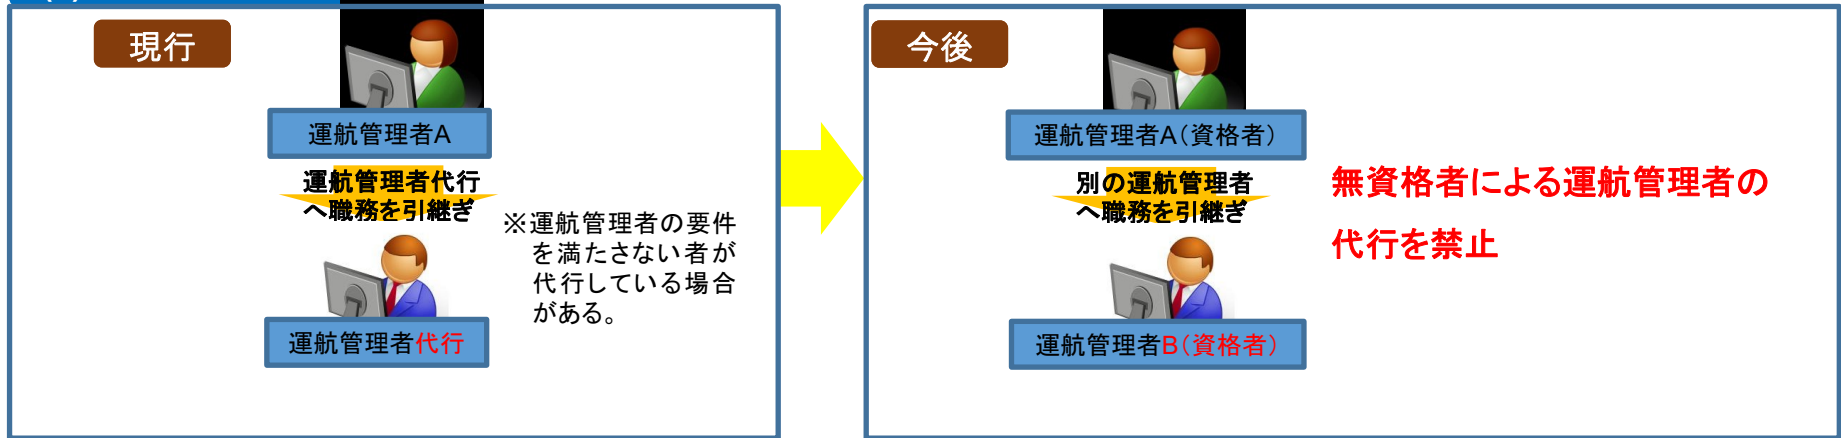 現行
運航管理者A
運航管理者代行
へ職務を引継ぎ
※運航管理者の要件
を満たさない者が
代行している場合
がある。
運航管理者代行
今後
運航管理者A(資格者)
別の運航管理者
へ職務を引継ぎ
運航管理者B(資格者)
無資格者による運航管理者の
代行を禁止